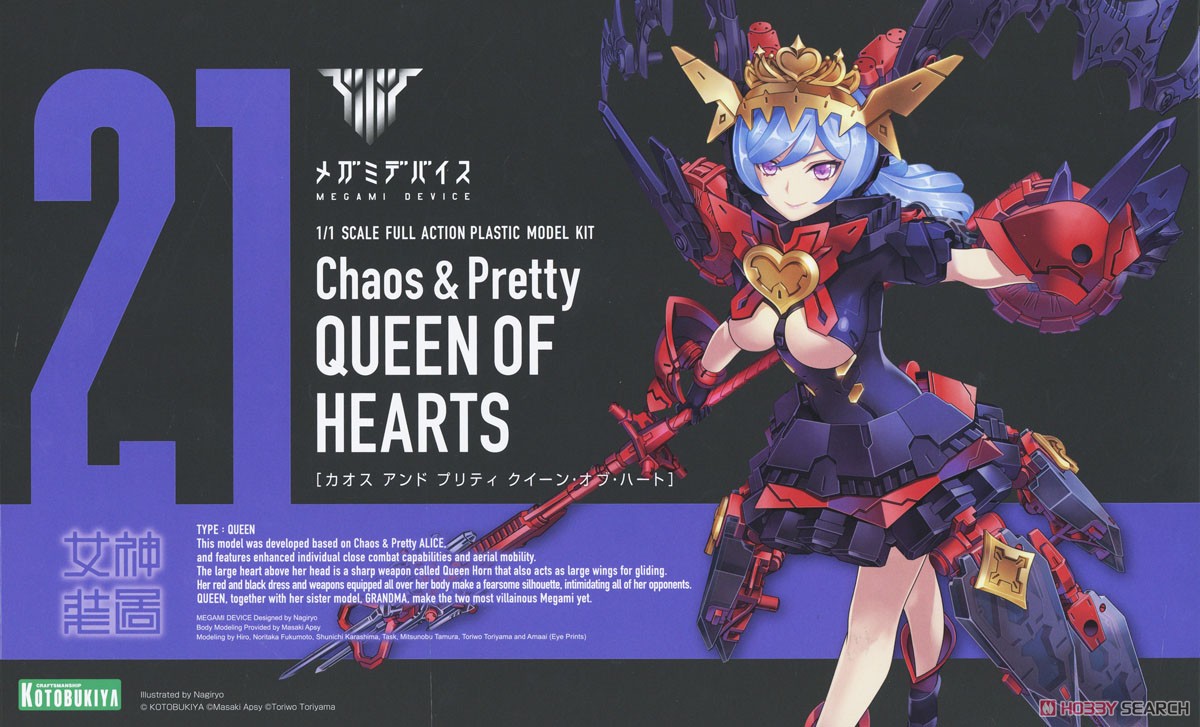 21
メガミデバイス
MEGAMI DEVICE
1/1 SCALE FULL ACTION PLASTIC MODEL KIT
Chaos & Pretty
QUEEN OF
HEARTS
[カオス アンド プリティ クイーン・オブ・ハート]
女神装置
TYPE : QUEEN
This model was developed based on Chaos & Pretty ALICE,
and features enhanced individual close combat capabilities and aerial mobility.
The large heart above her head is a sharp weapon called Queen Horn that also acts as large wings for gliding.
Her red and black dress and weapons equipped all over her body make a fearsome silhouette, intimidating all of her opponents.
QUEEN, together with her sister model, GRANDMA, make the two most villainous Megami yet.
MEGAMI DEVICE Designed by Nagiryo
Body Modeling Provided by Masaki Apsy
Modeling by Hiro, Noritaka Fukumoto, Shunichi Karashima, Task, Mitsunobu Tamura, Toriwo Toriyama and Amaai (Eye Prints)
CRAFTSMANSHIP
KOTOBUKIYA
Illustrated by Nagiryo
© KOTOBUKIYA ©Masaki Apsy ©Toriwo Toriyama
HOBBY SEARCH